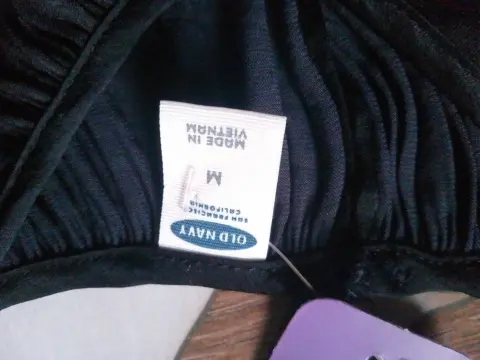 OLD NAVY
SAN FRANCISCO
CALIFORNIA
M
MADE IN
VIETNAM